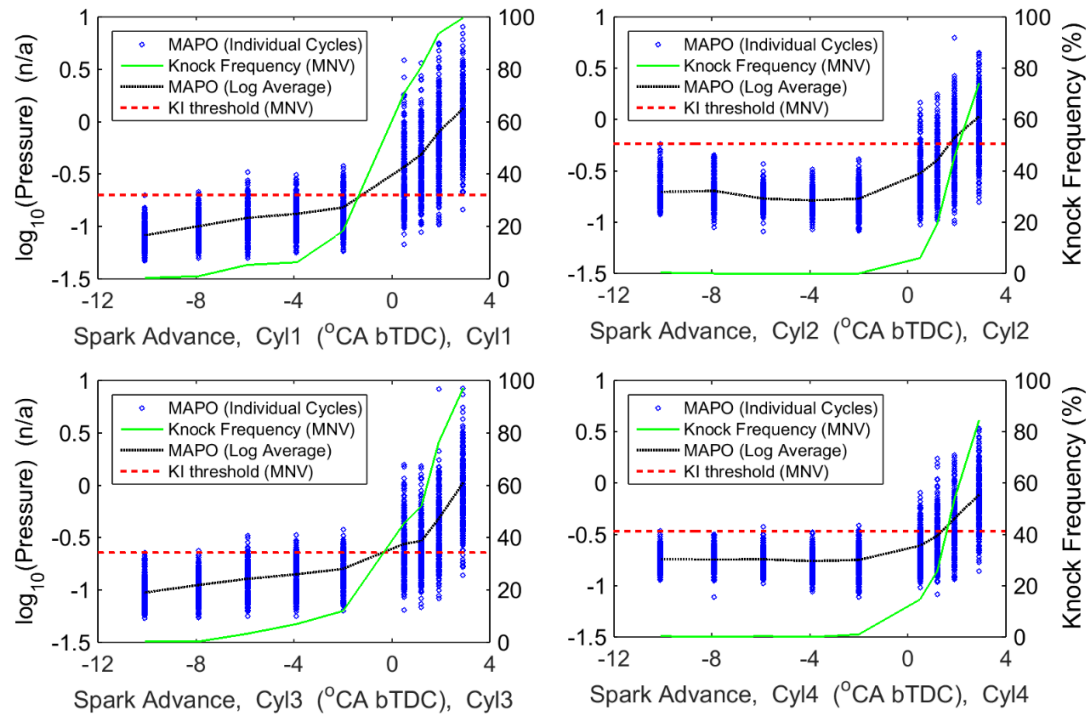 log10(Pressure) (n/a)
1
0.5
0
-0.5
-1
-1.5
MAPO (Individual Cycles)
Knock Frequency (MNV)
MAPO (Log Average)
KI threshold (MNV)
100
80
60
40
20
0
-12 -8 -4 0 4
Spark Advance, Cyl1 (°CA bTDC), Cyl1
1
0.5
0
-0.5
-1
-1.5
MAPO (Individual Cycles)
Knock Frequency (MNV)
MAPO (Log Average)
KI threshold (MNV)
100
80
60
40
20
0
Knock Frequency (%)
-12 -8 -4 0 4
Spark Advance, Cyl2 (°CA bTDC), Cyl2
log10(Pressure) (n/a)
1
0.5
0
-0.5
-1
-1.5
MAPO (Individual Cycles)
Knock Frequency (MNV)
MAPO (Log Average)
KI threshold (MNV)
100
80
60
40
20
0
-12 -8 -4 0 4
Spark Advance, Cyl3 (°CA bTDC), Cyl3
1
0.5
0
-0.5
-1
-1.5
MAPO (Individual Cycles)
Knock Frequency (MNV)
MAPO (Log Average)
KI threshold (MNV)
100
80
60
40
20
0
Knock Frequency (%)
-12 -8 -4 0 4
Spark Advance, Cyl4 (°CA bTDC), Cyl4